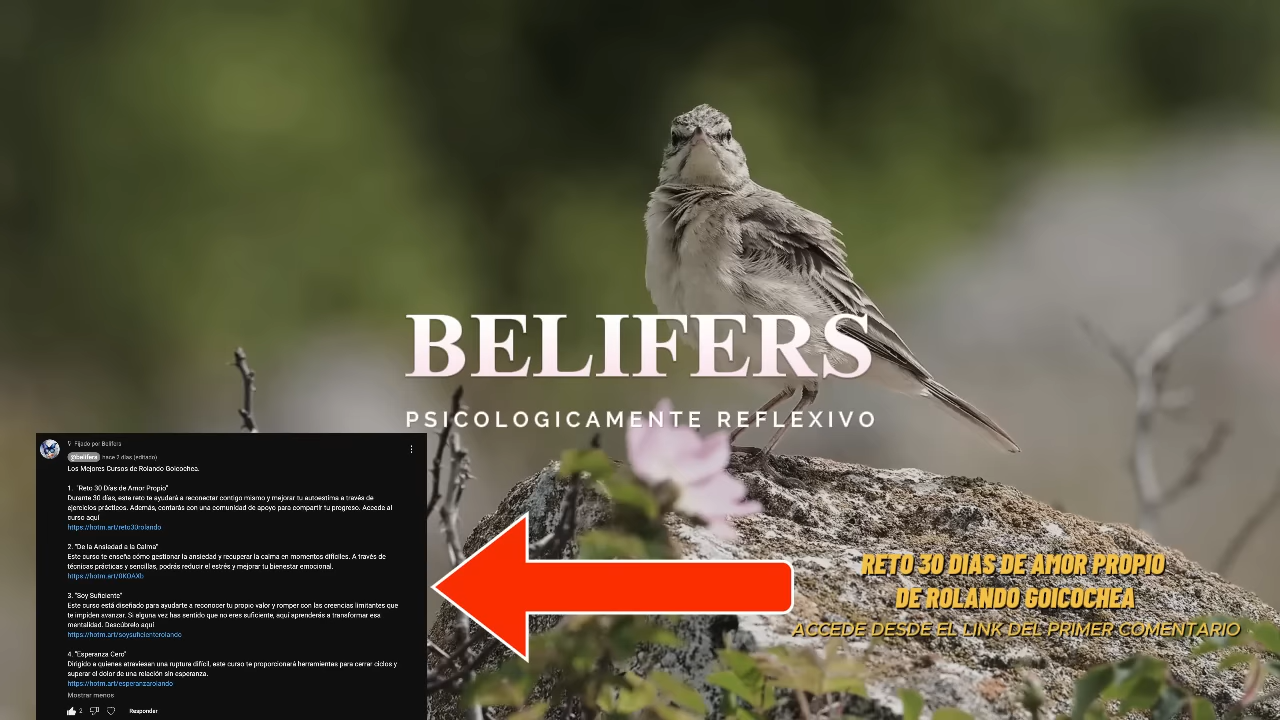 BELIFERS
PSICOLOGICAMENTE REFLEXIVO
Fijado por Belifers
@belifers hace 2 días (editado)
Los Mejores Cursos de Rolando Goicochea.
1. "Reto 30 Días de Amor Propio"
Durante 30 días, este reto te ayudará a reconectar contigo mismo y mejorar tu autoestima a través de
ejercicios prácticos. Además, contarás con una comunidad de apoyo para compartir tu progreso. Accede al
curso aquí
https://hotm.art/reto30rolando
2. "De la Ansiedad a la Calma"
Este curso te enseña cómo gestionar la ansiedad y recuperar la calma en momentos difíciles. A través de
técnicas prácticas y sencillas, podrás reducir el estrés y mejorar tu bienestar emocional.
https://hotm.art/0KOAXb
3. "Soy Suficiente"
Este curso está diseñado para ayudarte a reconocer tu propio valor y romper con las creencias limitantes que
te impiden avanzar. Si alguna vez has sentido que no eres suficiente, aquí aprenderás a transformar esa
mentalidad. Descúbrelo aquí
https://hotm.art/soysuficienterolando
4. "Esperanza Cero"
Dirigido a quienes atraviesan una ruptura difícil, este curso te proporcionará herramientas para cerrar ciclos y
superar el dolor de una relación sin esperanza.
https://hotm.art/esperanzarolando
Mostrar menos
2 Responder
RETO 30 DIAS DE AMOR PROPIO
DE ROLANDO GOICOCHEA
ACCEDE DESDE EL LINK DEL PRIMER COMENTARIO